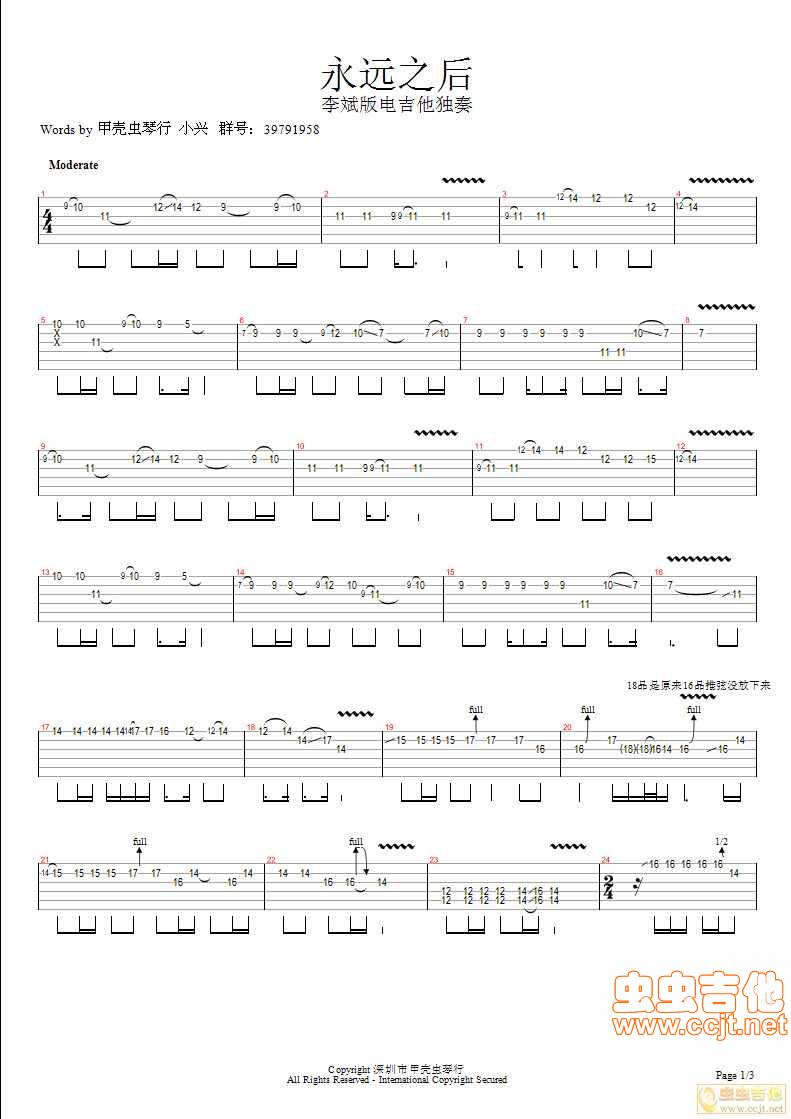 永远之后
李斌版电吉他独奏
Words by 甲壳虫琴行 小兴 群号：39791958
Moderate
1 2 3 4
4 4
9 10 11 12 14 12 9 9 10 11 11 9 9 11 11 9 11 11 12 14 12 12 12 12 14
5 6 7 8
10 X X 10 11 9 10 9 5 7 9 9 9 9 12 10 7 7 10 9 9 9 9 9 9 11 11 10 7 7
9 10 11 12
9 10 11 12 14 12 9 9 10 11 11 9 9 11 11 9 11 11 12 14 14 12 12 12 15 12 14
13 14 15 16
10 10 11 9 10 9 5 7 9 9 9 9 12 10 9 11 9 10 9 9 9 9 9 9 11 10 7 7 11
18品是原来16品推弦没放下来
full full full
17 18 19 20
14 14 14 14 14 14 17 17 16 12 12 14 12 14 14 17 14 15 15 15 15 17 17 17 16 16 17 (18) (18) 16 14 16 16 14
full full 1/2
21 22 23 24
14 15 15 15 15 17 17 16 14 16 14 14 14 16 16 14 12 12 12 12 12 14 16 14 16 16 16 16 16 14
12 12 12 12 12 14 16 14
2 4
虫虫吉他
www.ccjt.net
Copyright 深圳市甲壳虫琴行
All Rights Reserved - International Copyright Secured
Page 1/3
虫虫吉他
www.ccjt.net